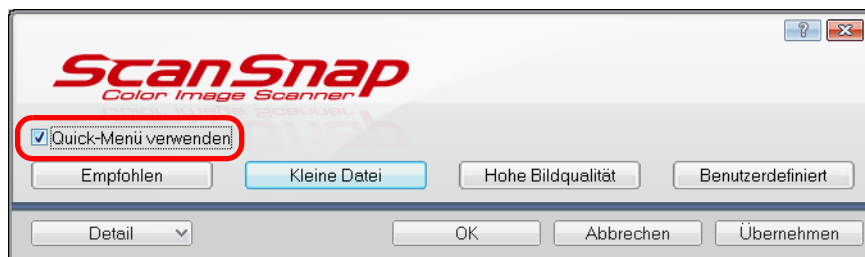 ScanSnap
Color Image Scanner
Quick-Menü verwenden
Empfohlen Kleine Datei Hohe Bildqualität Benutzerdefiniert
Detail OK Abbrechen Übernehmen